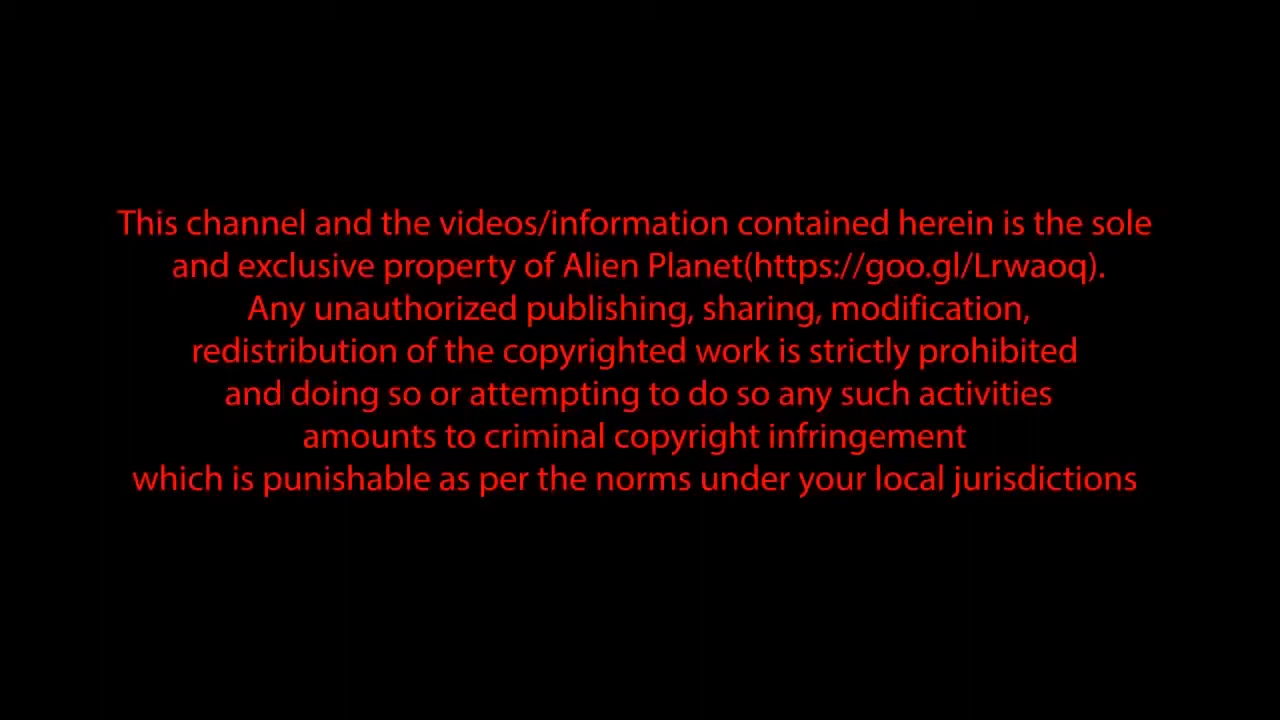 This channel and the videos/information contained herein is the sole
and exclusive property of Alien Planet(https://goo.gl/Lrwaoq).
Any unauthorized publishing, sharing, modification,
redistribution of the copyrighted work is strictly prohibited
and doing so or attempting to do so any such activities
amounts to criminal copyright infringement
which is punishable as per the norms under your local jurisdictions